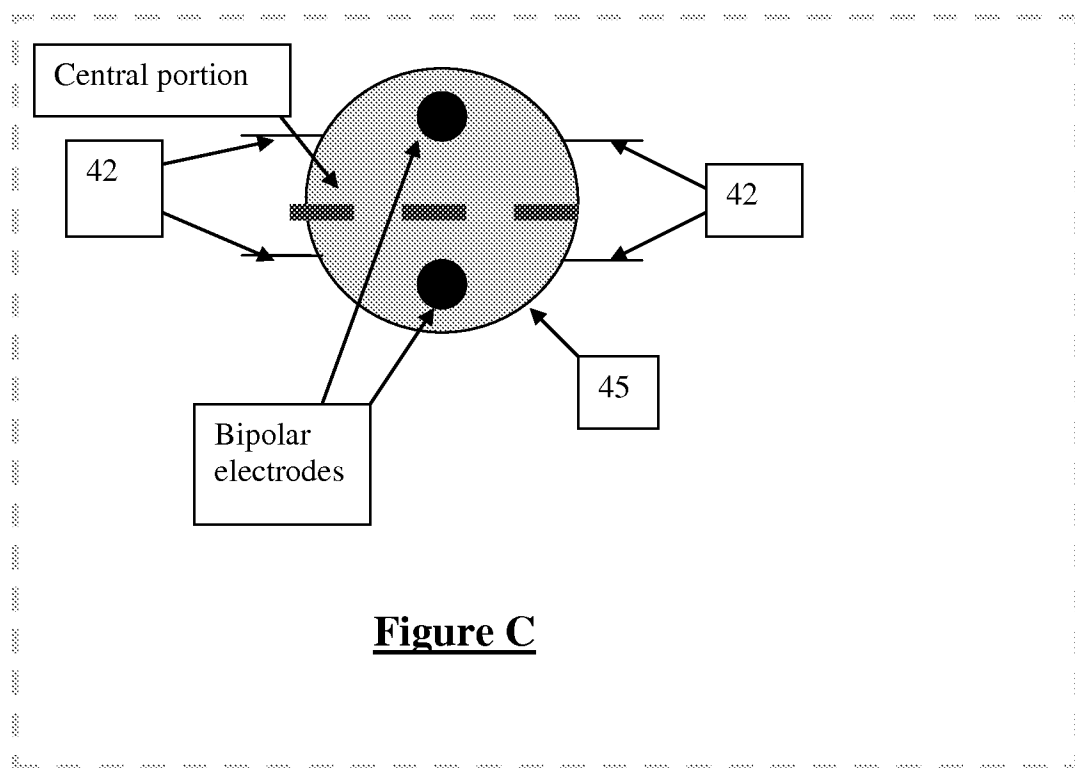 Central portion
42
42
45
Bipolar
electrodes
Figure C